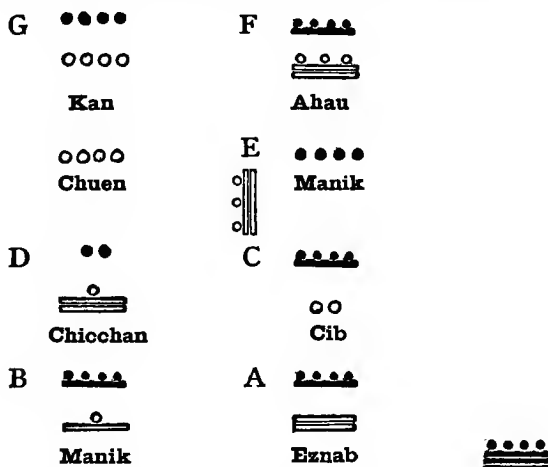 G F
Kan Ahau
E
Chuen Manik
D C
Chicchan Cib
B A
Manik Eznab